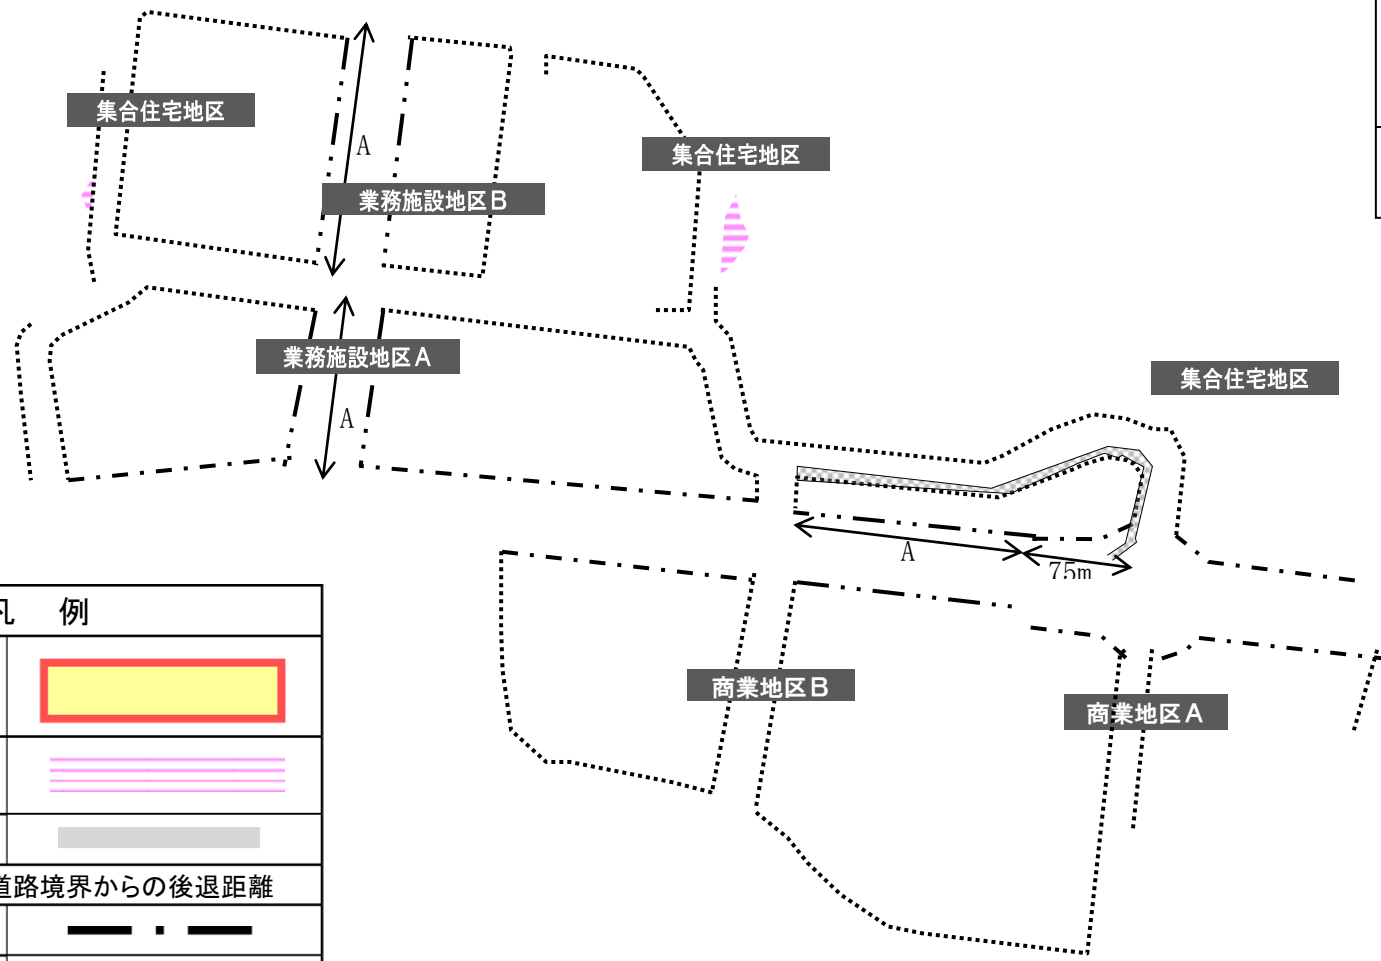 集合住宅地区
A
集合住宅地区
業務施設地区B
業務施設地区A
集合住宅地区
A
A
75m
凡 例
商業地区B
商業地区A
道路境界からの後退距離